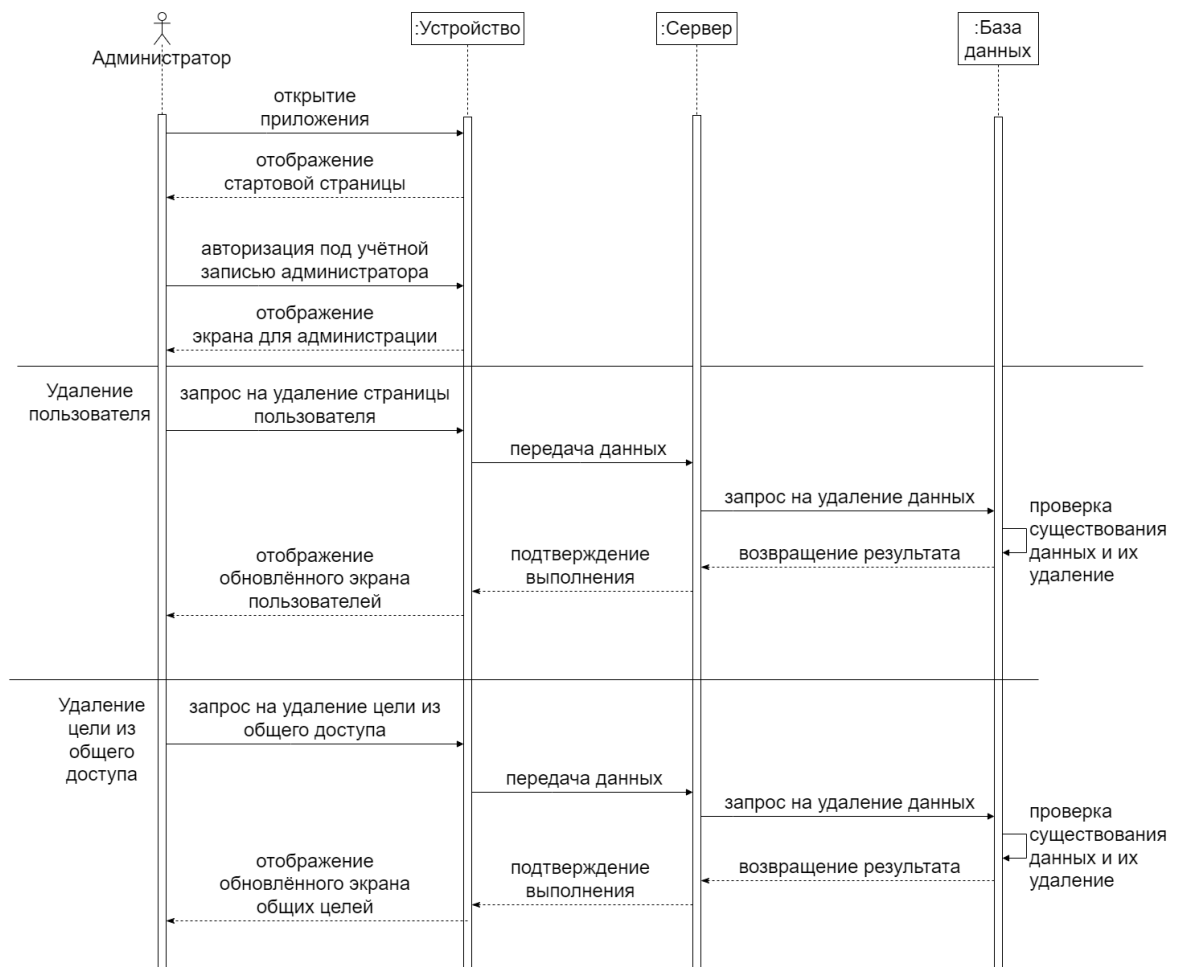 Администратор
:Устройство
:Сервер
:База
данных
открытие
приложения
отображение
стартовой страницы
авторизация под учётной
записью администратора
отображение
экрана для администрации
Удаление
пользователя
запрос на удаление страницы
пользователя
передача данных
запрос на удаление данных
проверка
существования
данных и их
удаление
возвращение результата
подтверждение
выполнения
отображение
обновлённого экрана
пользователей
Удаление
цели из
общего
доступа
запрос на удаление цели из
общего доступа
передача данных
запрос на удаление данных
проверка
существования
данных и их
удаление
возвращение результата
подтверждение
выполнения
отображение
обновлённого экрана
общих целей